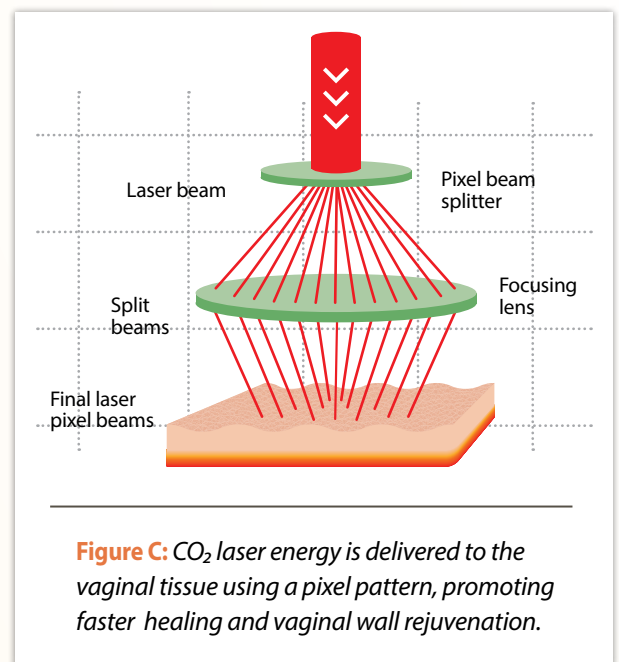 Laser beam
Pixel beam
splitter
Split
beams
Focusing
lens
Final laser
pixel beams
Figure C: CO₂ laser energy is delivered to the
vaginal tissue using a pixel pattern, promoting
faster healing and vaginal wall rejuvenation.